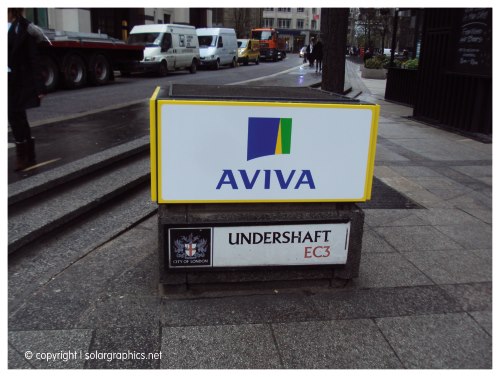 AVIVA
UNDERSHAFT
EC3
CITY OF LONDON
© copyright | solargraphics.net